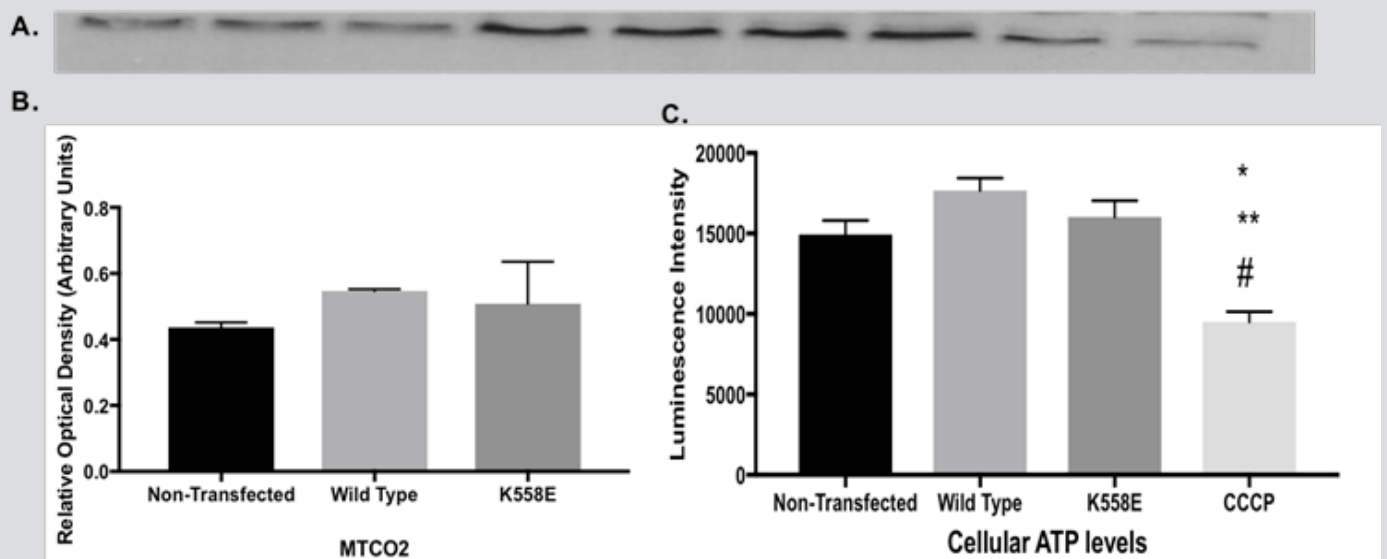 A.
B.
Relative Optical Density (Arbitrary Units)
0.8
0.6
0.4
0.2
0.0
Non-Transfected
Wild Type
K558E
MTCO2
C.
Luminescence Intensity
20000
15000
10000
5000
0
*
**
#
Non-Transfected
Wild Type
K558E
CCCP
Cellular ATP levels